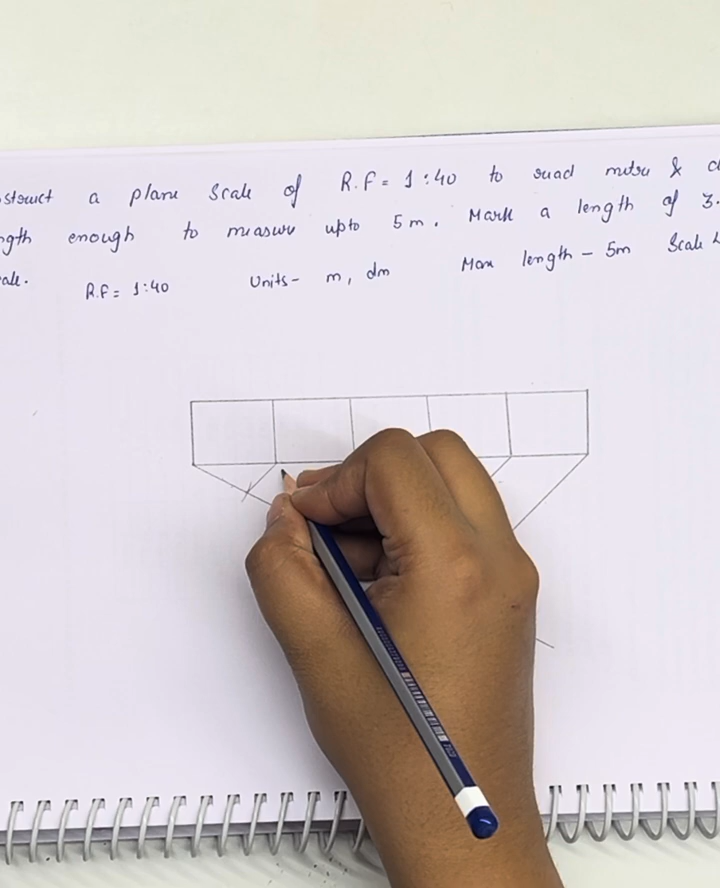 struct a plane Scale of R.F = 1:40 to read metre &
ngth enough to measure upto 5 m. Mark a length of 3.
ale. R.F = 1:40 Units- m, dm Max length - 5m Scale